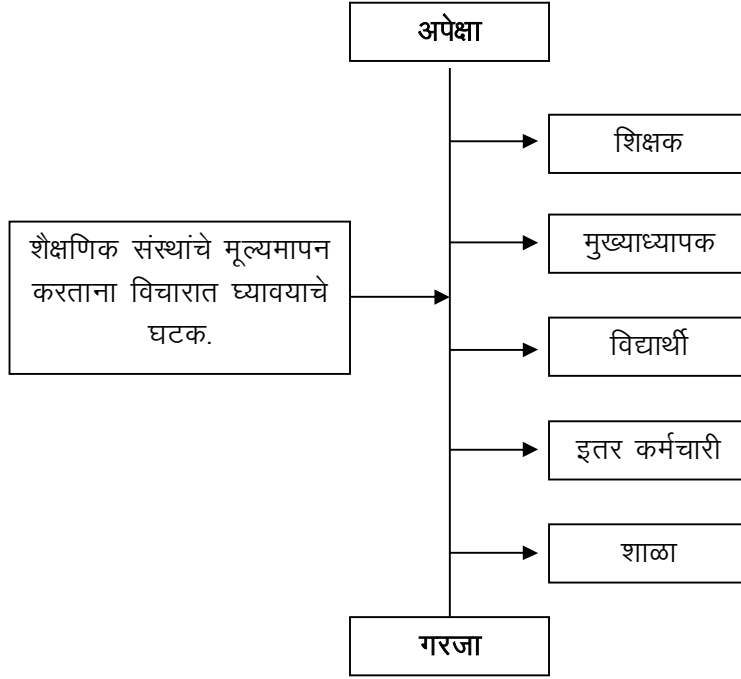 अपेक्षा
शिक्षक
मुख्याध्यापक
शैक्षणिक संस्थांचे मूल्यमापन
करताना विचारात घ्यावयाचे
घटक.
विद्यार्थी
इतर कर्मचारी
शाळा
गरजा